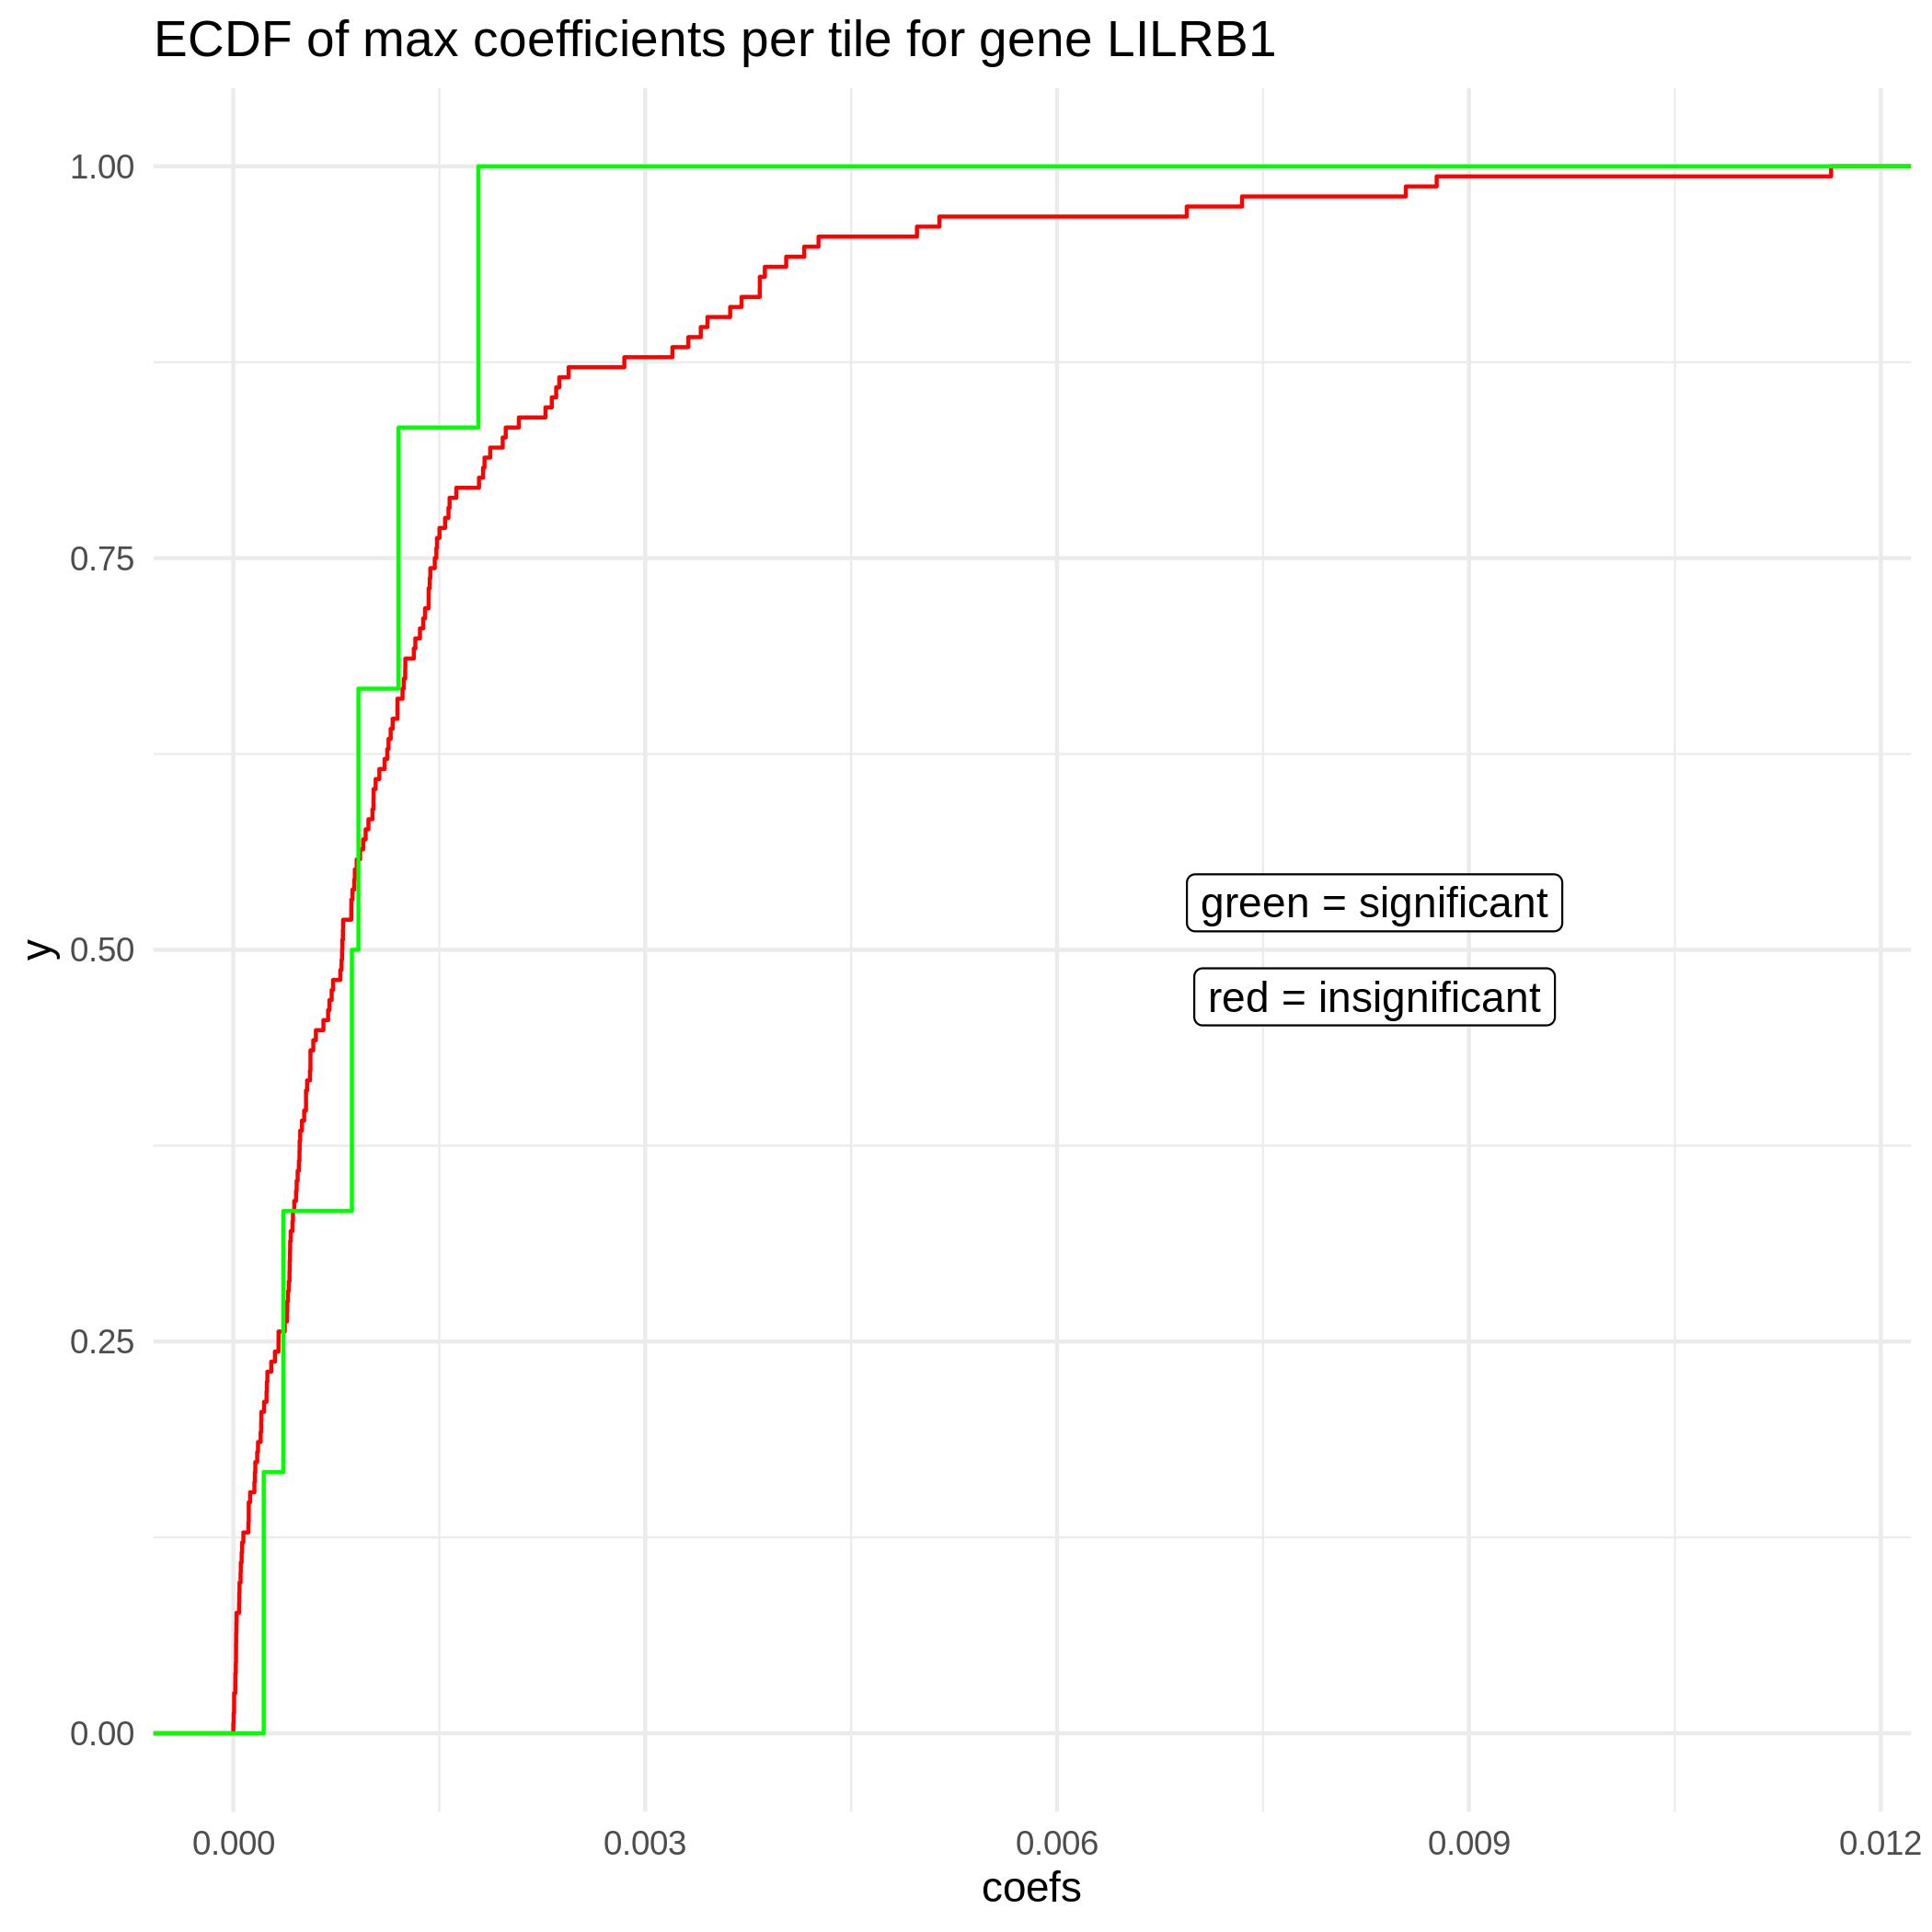 ECDF of max coefficients per tile for gene LILRB1
1.00
0.75
0.50
0.25
0.00
y
green = significant
red = insignificant
0.000 0.003 0.006 0.009 0.012
coefs